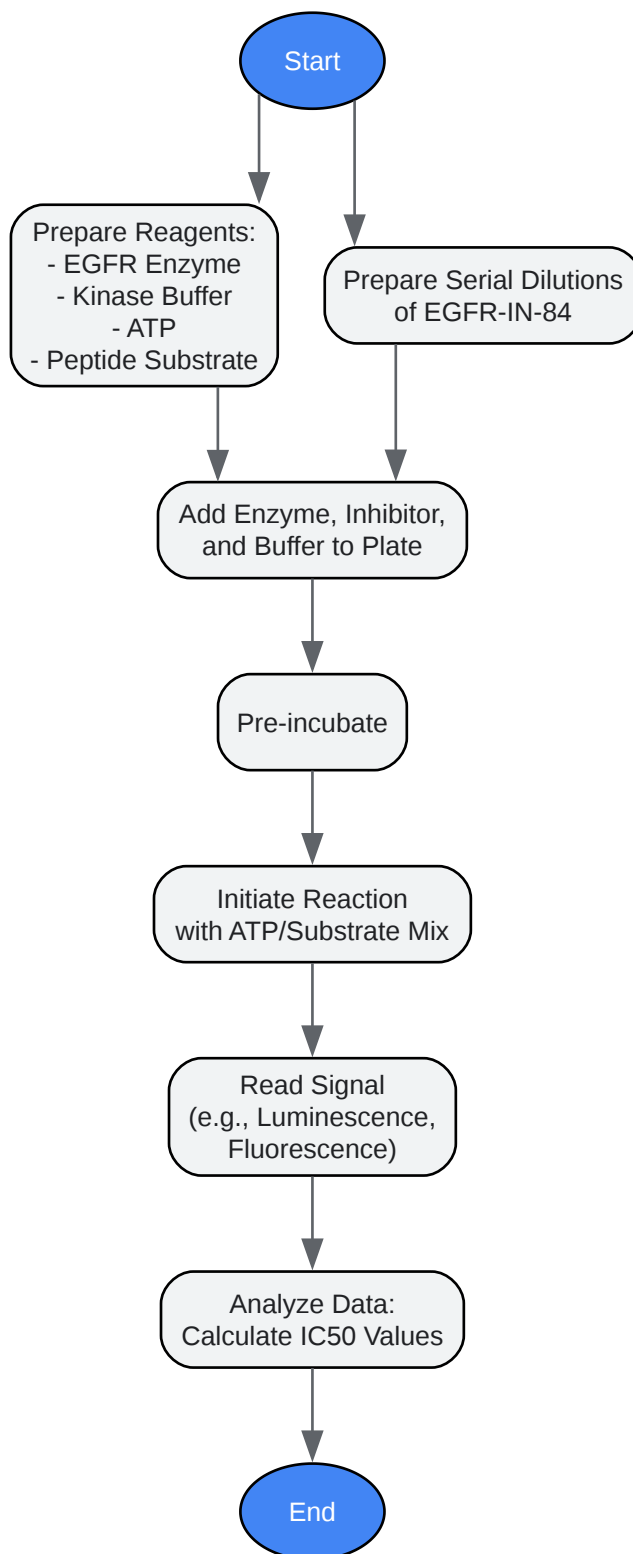 Start
Prepare Reagents:
- EGFR Enzyme
- Kinase Buffer
- ATP
- Peptide Substrate
Prepare Serial Dilutions
of EGFR-IN-84
Add Enzyme, Inhibitor,
and Buffer to Plate
Pre-incubate
Initiate Reaction
with ATP/Substrate Mix
Read Signal
(e.g., Luminescence,
Fluorescence)
Analyze Data:
Calculate IC50 Values
End